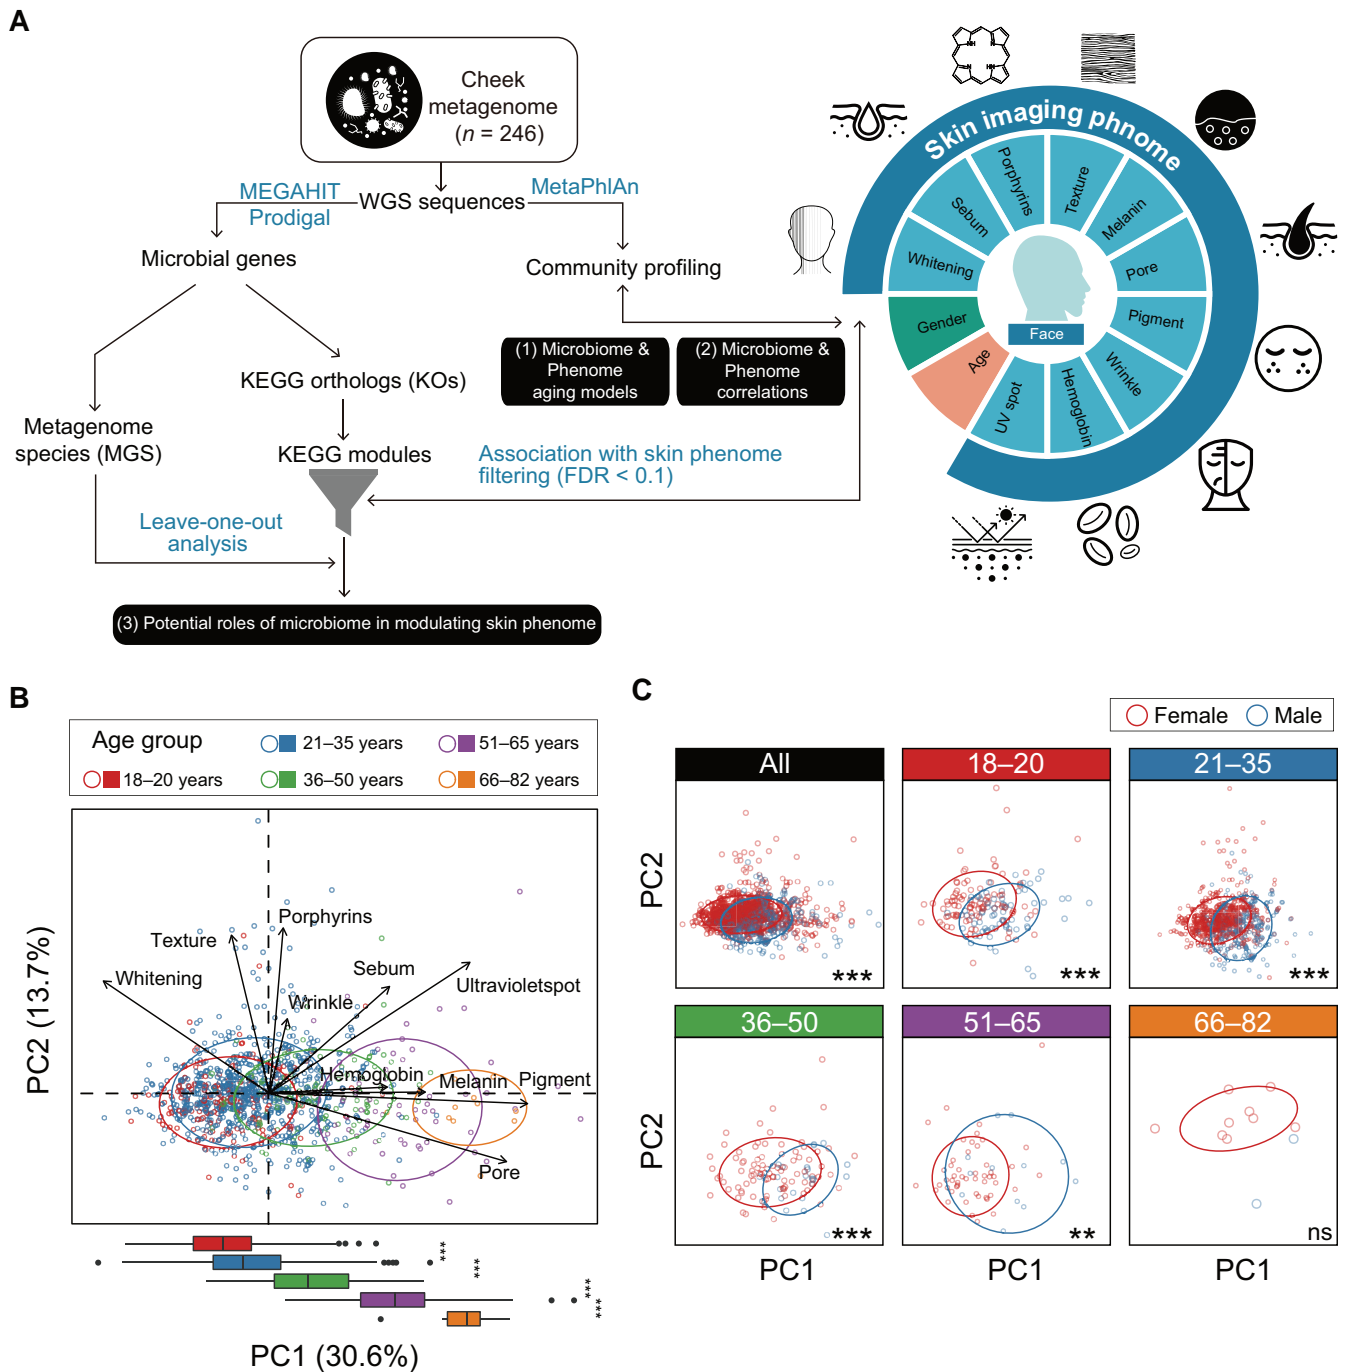 A
Cheek
metagenome
(n = 246)
MEGAHIT
Prodigal
WGS sequences
MetaPhlAn
Microbial genes
Community profiling
(1) Microbiome &
Phenome
aging models
(2) Microbiome &
Phenome
correlations
KEGG orthologs (KOs)
Metagenome
species (MGS)
KEGG modules
Association with skin phenome
filtering (FDR < 0.1)
Leave-one-out
analysis
(3) Potential roles of microbiome in modulating skin phenome
Skin imaging phnome
Whitening
Sebum
Porphyrins
Texture
Melanin
Pore
Pigment
Wrinkle
Hemoglobin
UV spot
Age
Gender
Face
NH
N
N
HN
B
Age group
18–20 years
21–35 years
36–50 years
51–65 years
66–82 years
PC2 (13.7%)
Porphyrins
Texture
Whitening
Sebum
Ultravioletspot
Wrinkle
Hemoglobin
Melanin
Pigment
Pore
***
***
***
***
PC1 (30.6%)
C
Female
Male
All
18–20
21–35
PC2
***
***
***
36–50
51–65
66–82
PC2
***
**
ns
PC1
PC1
PC1